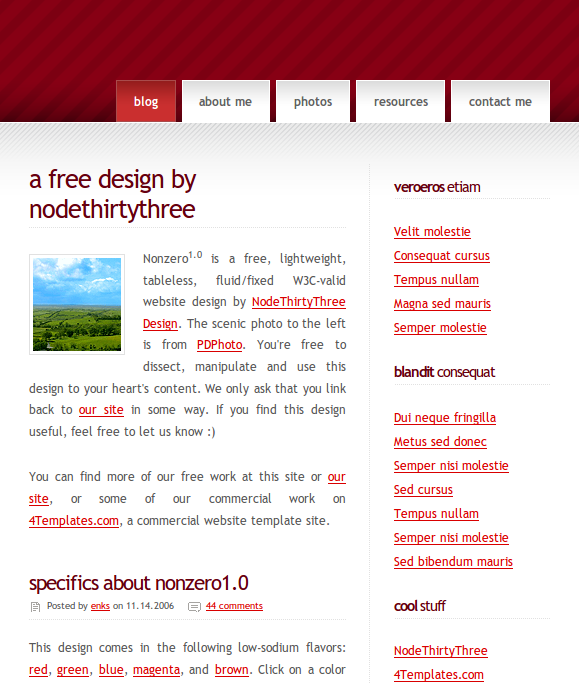 blog
about me
photos
resources
contact me
a free design by
nodethirtythree
Nonzero1.0 is a free, lightweight,
tableless, fluid/fixed W3C-valid
website design by NodeThirtyThree
Design. The scenic photo to the left
is from PDPhoto. You're free to
dissect, manipulate and use this
design to your heart's content. We only ask that you link
back to our site in some way. If you find this design
useful, feel free to let us know :)
You can find more of our free work at this site or our
site, or some of our commercial work on
4Templates.com, a commercial website template site.
specifics about nonzero1.0
Posted by enks on 11.14.2006 44 comments
This design comes in the following low-sodium flavors:
red, green, blue, magenta, and brown. Click on a color
veroeros etiam
Velit molestie
Consequat cursus
Tempus nullam
Magna sed mauris
Semper molestie
blandit consequat
Dui neque fringilla
Metus sed donec
Semper nisi molestie
Sed cursus
Tempus nullam
Semper nisi molestie
Sed bibendum mauris
cool stuff
NodeThirtyThree
4Templates.com